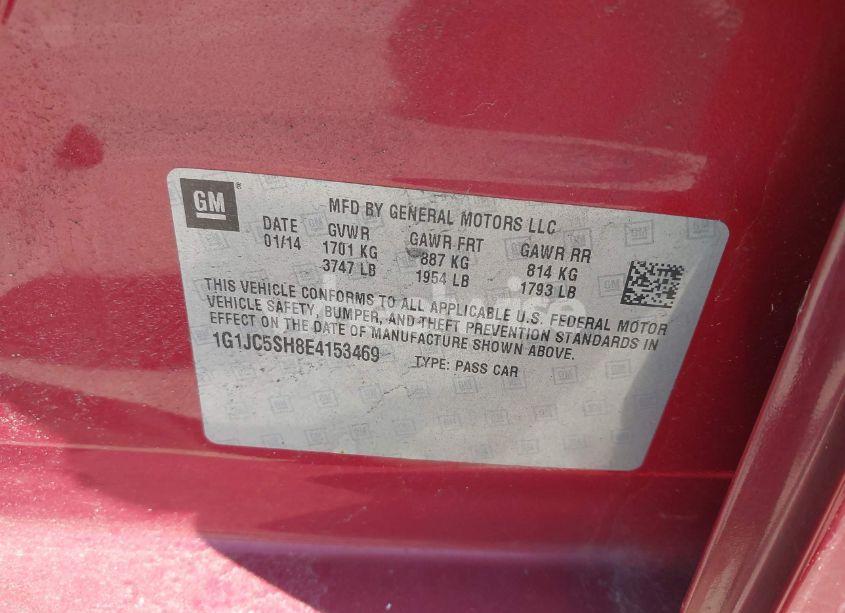 GM
MFD BY GENERAL MOTORS LLC
DATE GVWR GAWR FRT GAWR RR
01/14 1701 KG 887 KG 814 KG
3747 LB 1954 LB 1793 LB
THIS VEHICLE CONFORMS TO ALL APPLICABLE U.S. FEDERAL MOTOR
VEHICLE SAFETY, BUMPER, AND THEFT PREVENTION STANDARDS IN
EFFECT ON THE DATE OF MANUFACTURE SHOWN ABOVE.
1G1JC5SH8E4153469 TYPE: PASS CAR